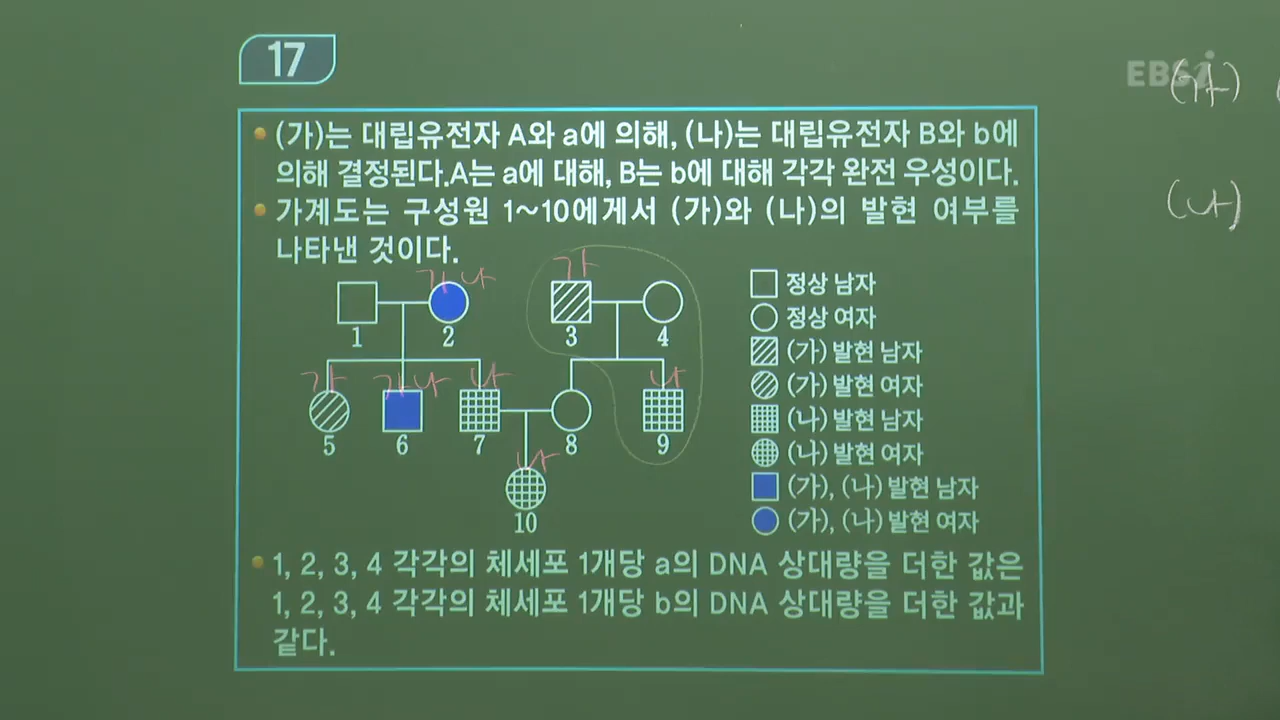 17
EBSi
(가)
(나)
(가)는 대립유전자 A와 a에 의해, (나)는 대립유전자 B와 b에
의해 결정된다.A는 a에 대해, B는 b에 대해 각각 완전 우성이다.
가계도는 구성원 1~10에게서 (가)와 (나)의 발현 여부를
나타낸 것이다.
가 나
가
1
2
3
4
가
가 나
나
나
5
6
7
8
9
나
10
정상 남자
정상 여자
(가) 발현 남자
(가) 발현 여자
(나) 발현 남자
(나) 발현 여자
(가), (나) 발현 남자
(가), (나) 발현 여자
1, 2, 3, 4 각각의 체세포 1개당 a의 DNA 상대량을 더한 값은
1, 2, 3, 4 각각의 체세포 1개당 b의 DNA 상대량을 더한 값과
같다.